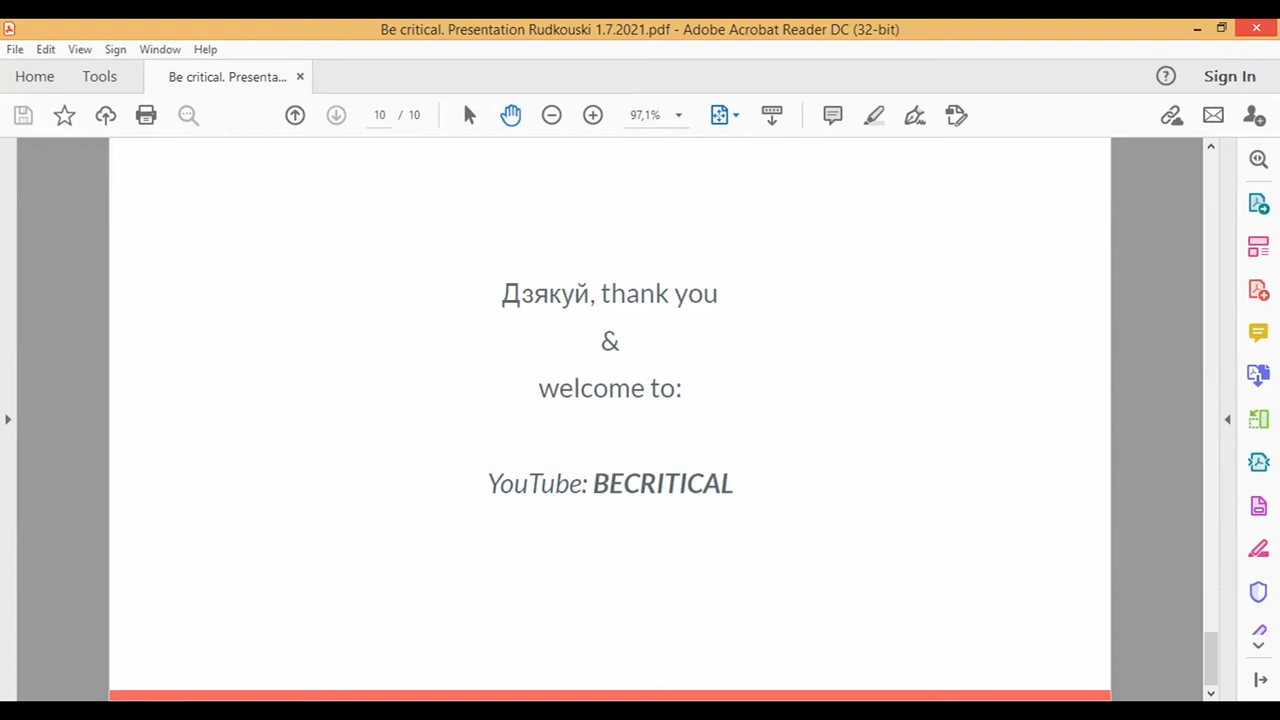 Be critical. Presentation Rudkouski 1.7.2021.pdf - Adobe Acrobat Reader DC (32-bit)
File Edit View Sign Window Help
Home Tools Be critical. Presenta... × Sign In
10 / 10 97,1%
Дзякуй, thank you
&
welcome to:
YouTube: BECRITICAL